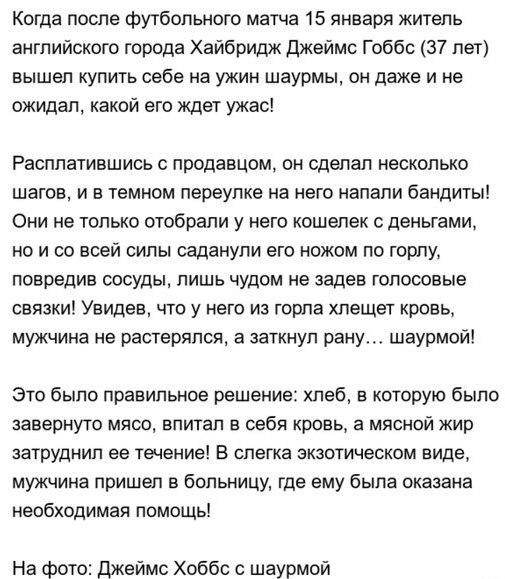 Когда после футбольного матча 15 января житель
английского города Хайбридж Джеймс Гоббс (37 лет)
вышел купить себе на ужин шаурмы, он даже и не
ожидал, какой его ждет ужас!
Расплатившись с продавцом, он сделал несколько
шагов, и в темном переулке на него напали бандиты!
Они не только отобрали у него кошелек с деньгами,
но и со всей силы саданули его ножом по горлу,
повредив сосуды, лишь чудом не задев голосовые
связки! Увидев, что у него из горла хлещет кровь,
мужчина не растерялся, а заткнул рану… шаурмой!
Это было правильное решение: хлеб, в которую было
завернуто мясо, впитал в себя кровь, а мясной жир
затруднил ее течение! В слегка экзотическом виде,
мужчина пришел в больницу, где ему была оказана
необходимая помощь!
На фото: Джеймс Хоббс с шаурмой